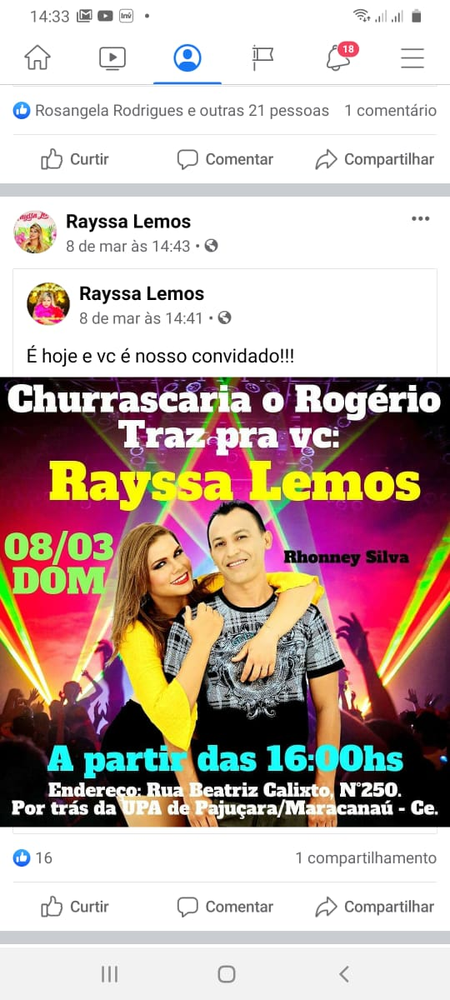 14:33
18
Rosangela Rodrigues e outras 21 pessoas 1 comentário
Curtir Comentar Compartilhar
Rayssa Lemos
8 de mar às 14:43 •
Rayssa Lemos
8 de mar às 14:41 •
É hoje e vc é nosso convidado!!!
Churrascaria o Rogério
Traz pra vc:
Rayssa Lemos
08/03
DOM
Rhonney Silva
A partir das 16:00hs
Endereço: Rua Beatriz Calixto, N°250.
Por trás da UPA de Pajuçara/Maracanaú - Ce.
16 1 compartilhamento
Curtir Comentar Compartilhar